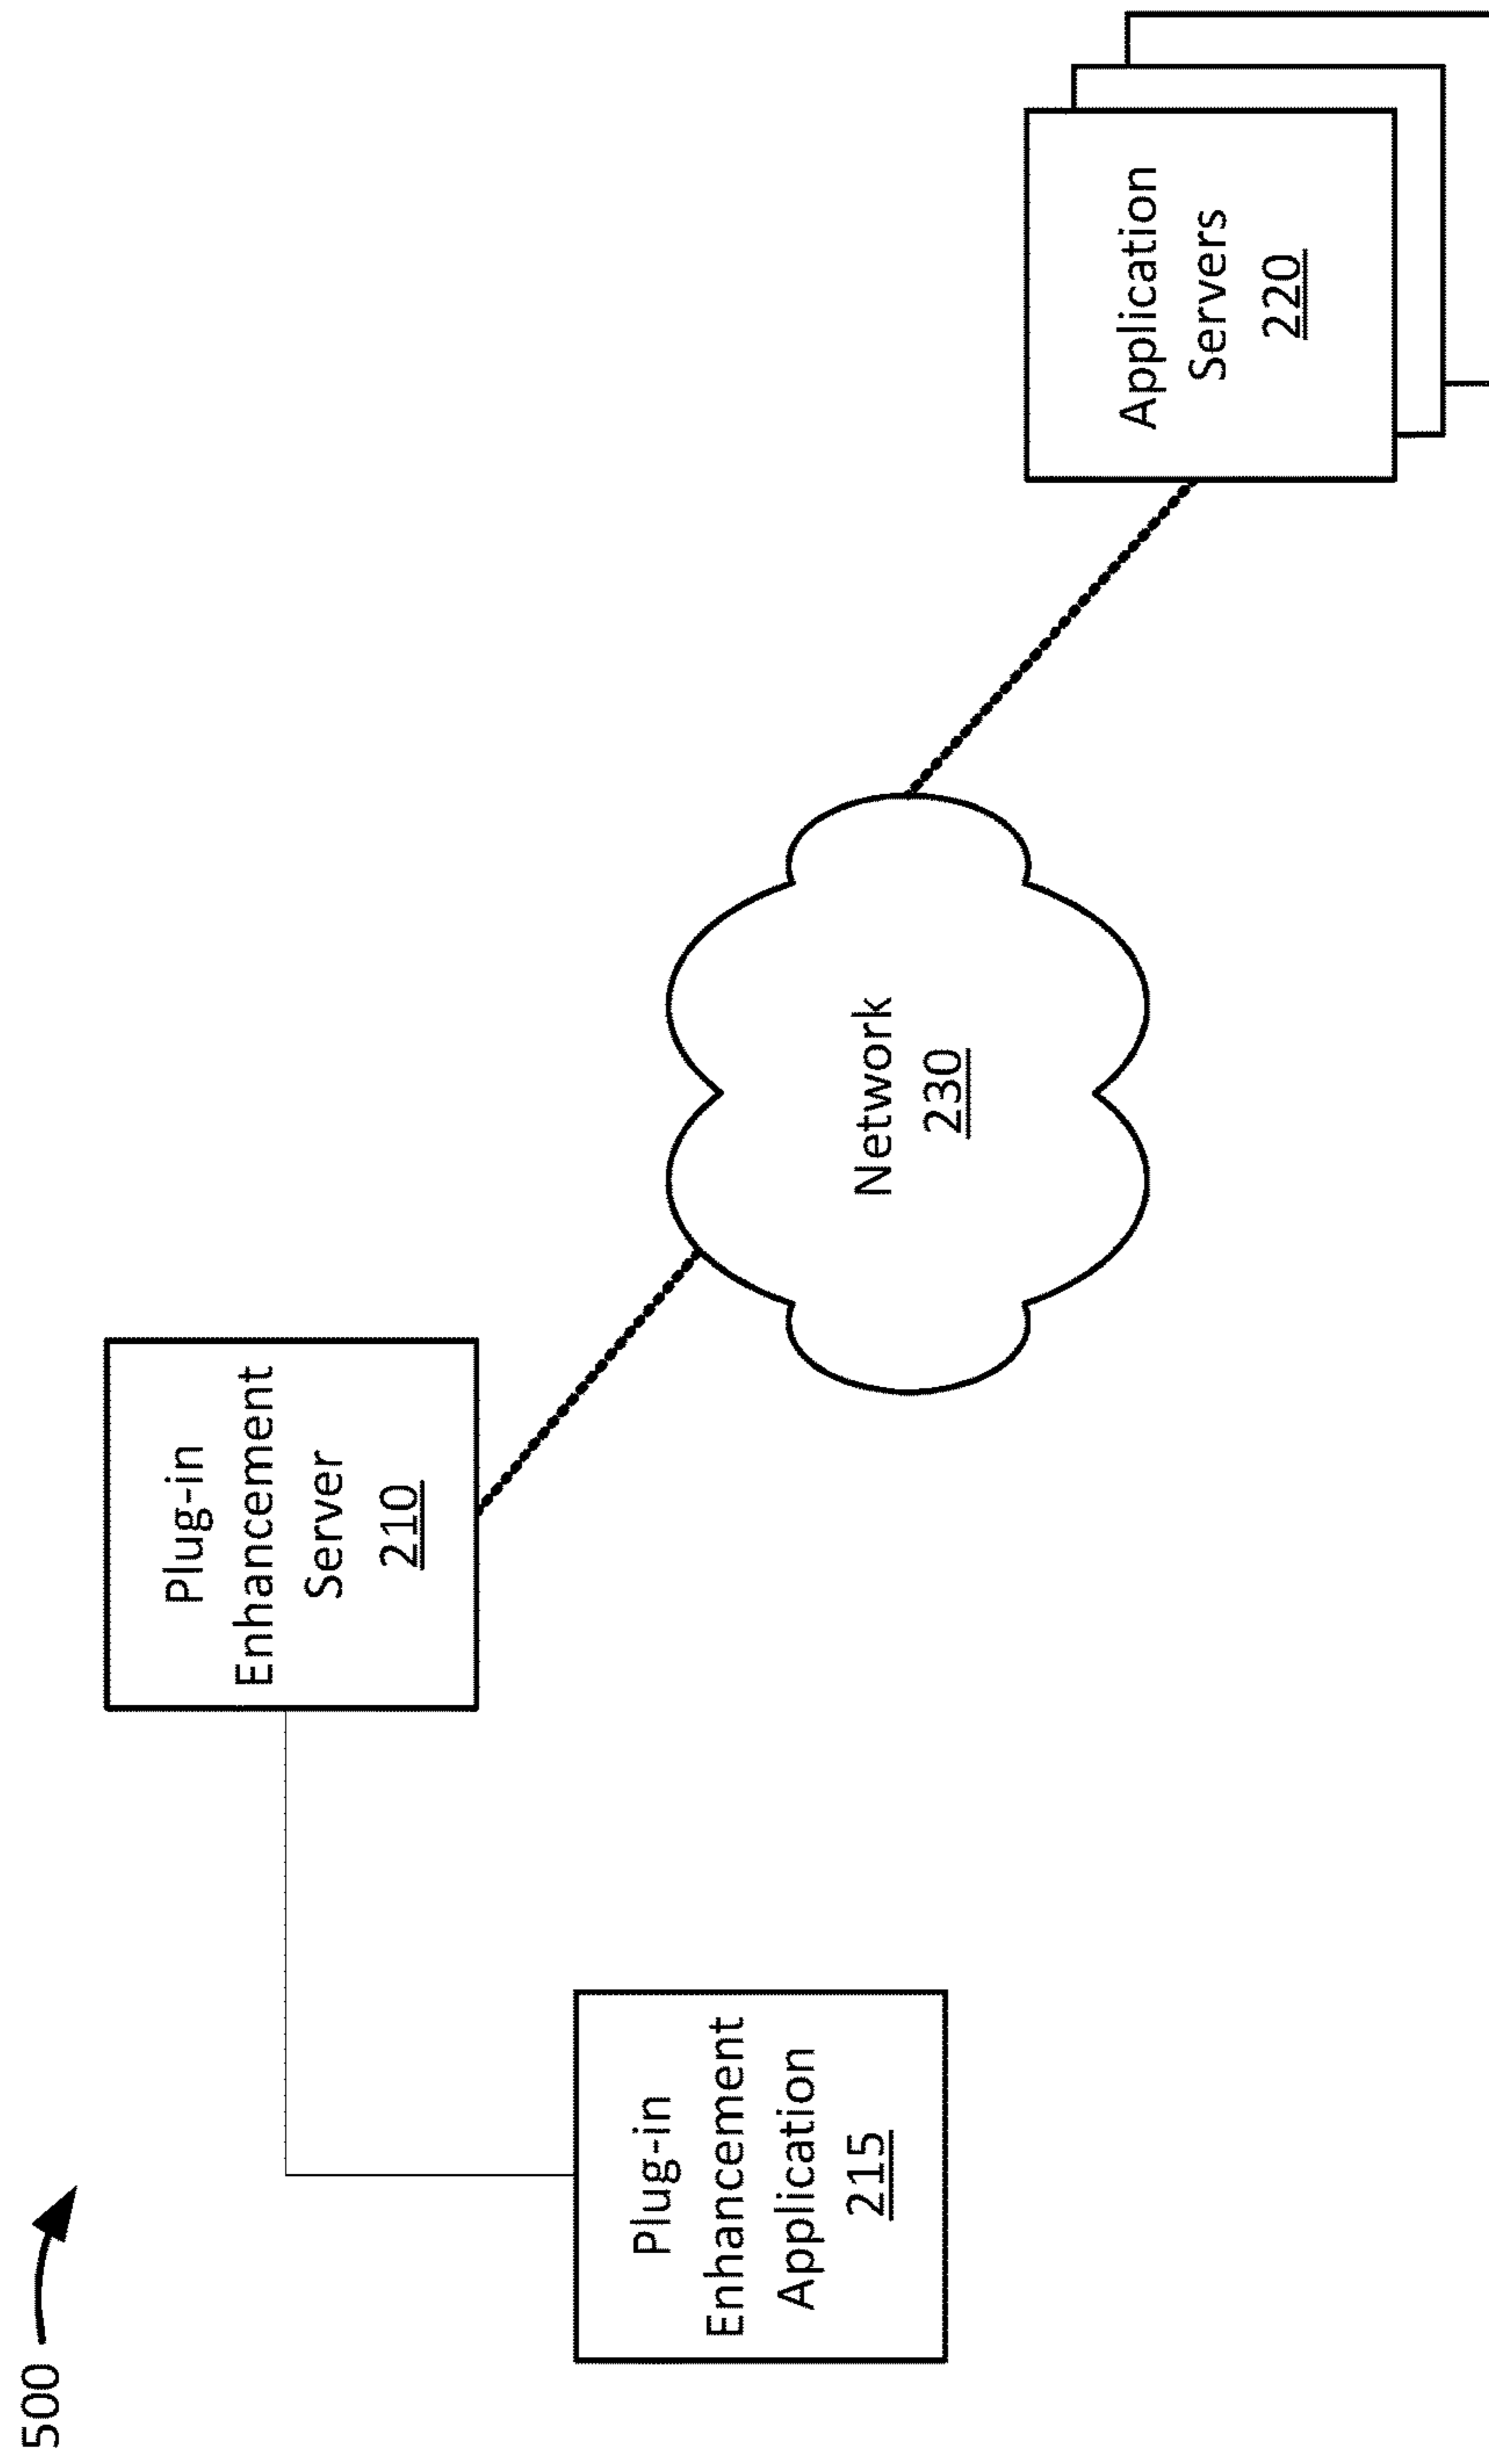 500
Plug-in
Enhancement
Server
210
Plug-in
Enhancement
Application
215
Network
230
Application
Servers
220